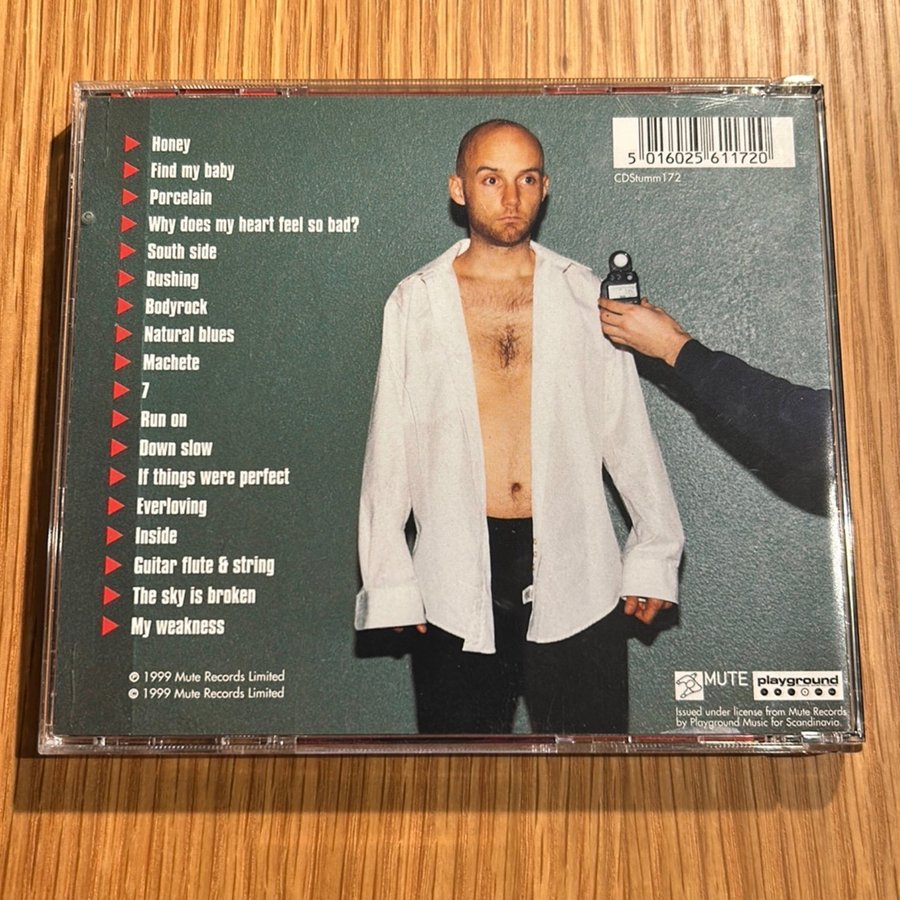 Honey
Find my baby
Porcelain
Why does my heart feel so bad?
South side
Rushing
Bodyrock
Natural blues
Machete
7
Run on
Down slow
If things were perfect
Everloving
Inside
Guitar flute & string
The sky is broken
My weakness
℗ 1999 Mute Records Limited
© 1999 Mute Records Limited
5 016025 611720
CDStumm172
MUTE
playground
Issued under license from Mute Records
by Playground Music for Scandinavia.